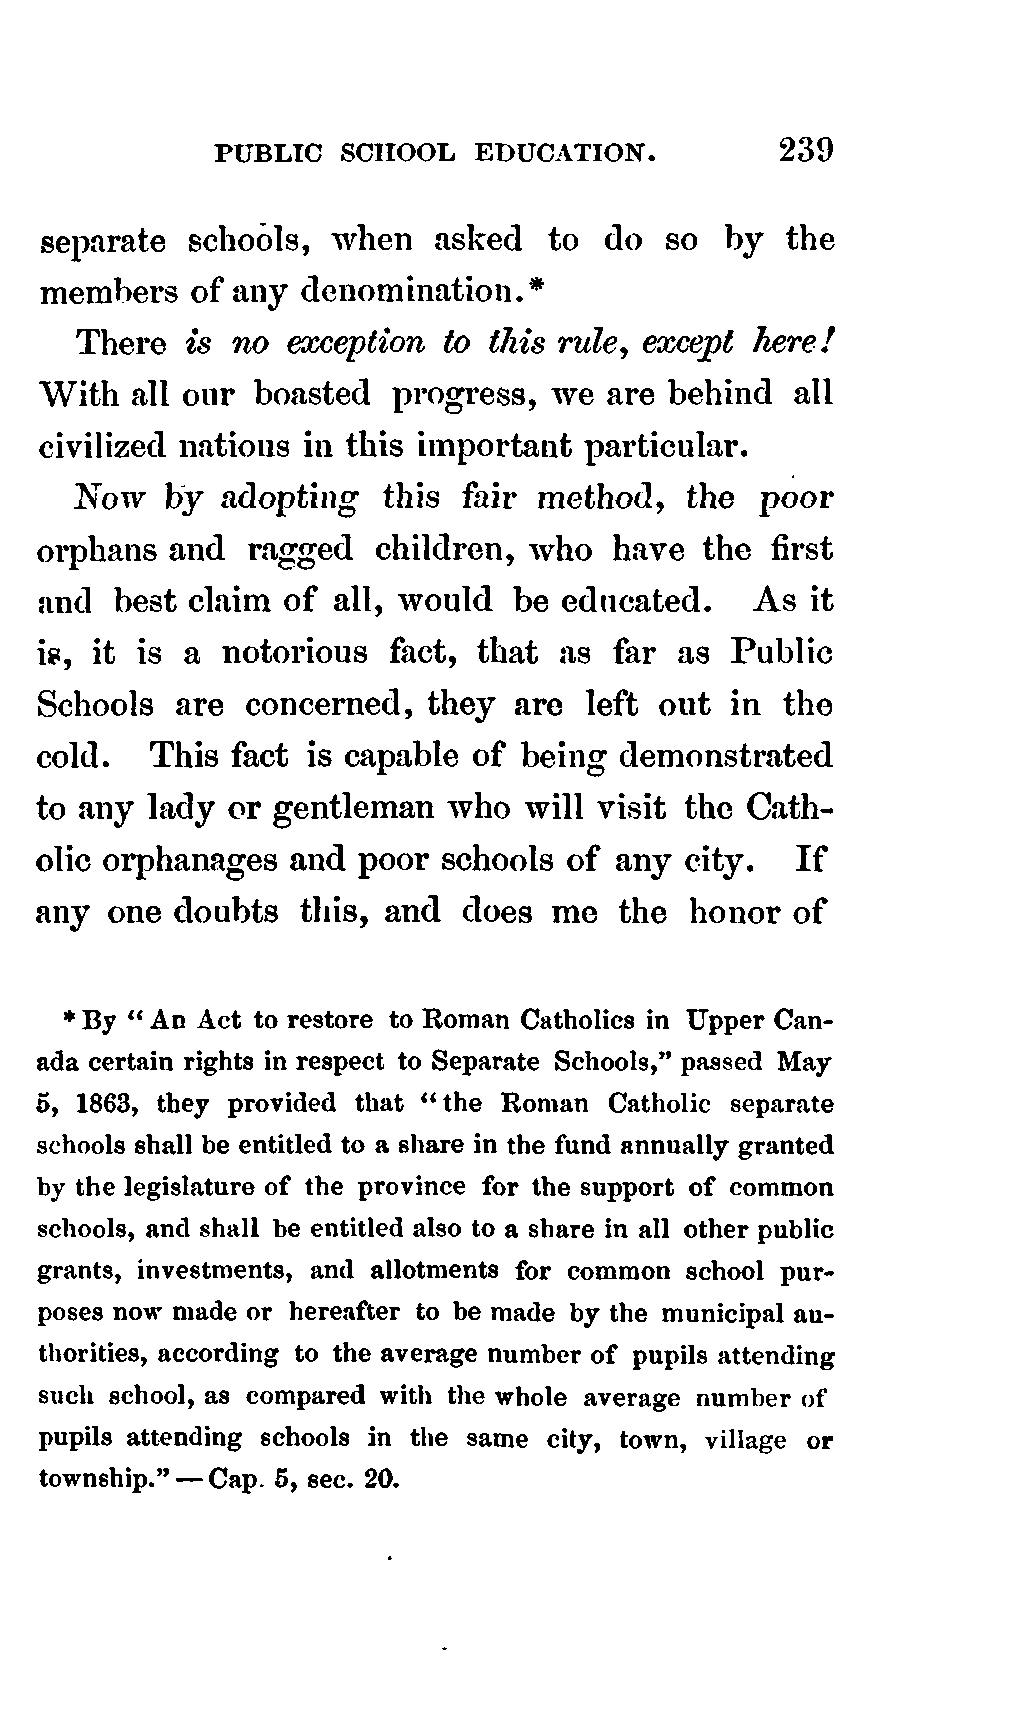 PUBLIC SCHOOL EDUCATION. 239
separate schools, when asked to do so by the
members of any denomination.*
There is no exception to this rule, except here!
With all our boasted progress, we are behind all
civilized nations in this important particular.
Now by adopting this fair method, the poor
orphans and ragged children, who have the first
and best claim of all, would be educated. As it
is, it is a notorious fact, that as far as Public
Schools are concerned, they are left out in the
cold. This fact is capable of being demonstrated
to any lady or gentleman who will visit the Cath-
olic orphanages and poor schools of any city. If
any one doubts this, and does me the honor of
* By "An Act to restore to Roman Catholics in Upper Can-
ada certain rights in respect to Separate Schools," passed May
5, 1863, they provided that "the Roman Catholic separate
schools shall be entitled to a share in the fund annually granted
by the legislature of the province for the support of common
schools, and shall be entitled also to a share in all other public
grants, investments, and allotments for common school pur-
poses now made or hereafter to be made by the municipal au-
thorities, according to the average number of pupils attending
such school, as compared with the whole average number of
pupils attending schools in the same city, town, village or
township." — Cap. 5, sec. 20.